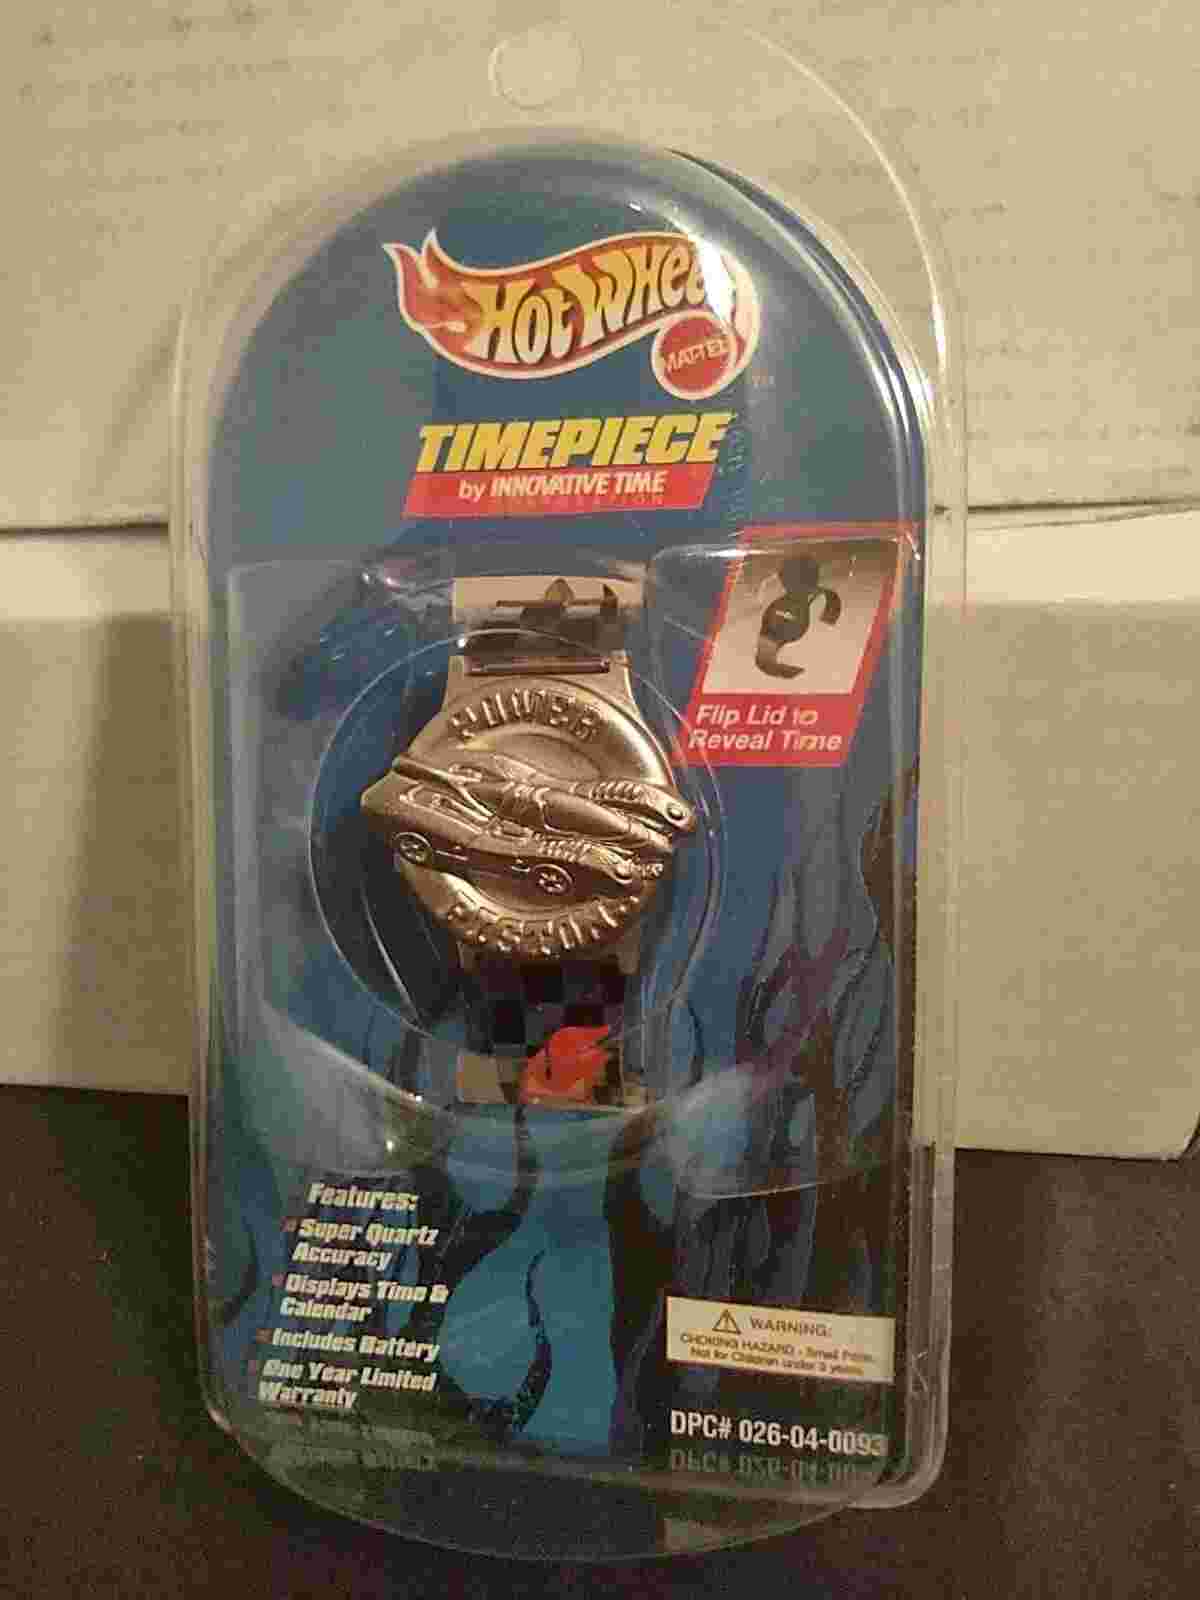 HOT WHEE
MATTEL
TM
TIMEPIECE
by INNOVATIVE TIME
Flip Lid to
Reveal Time
POWER
PISTON
Features:
Super Quartz
Accuracy
Displays Time &
Calendar
Includes Battery
One Year Limited
Warranty
WARNING:
CHOKING HAZARD - Small Parts.
Not for Children under 3 years.
DPC# 026-04-0093